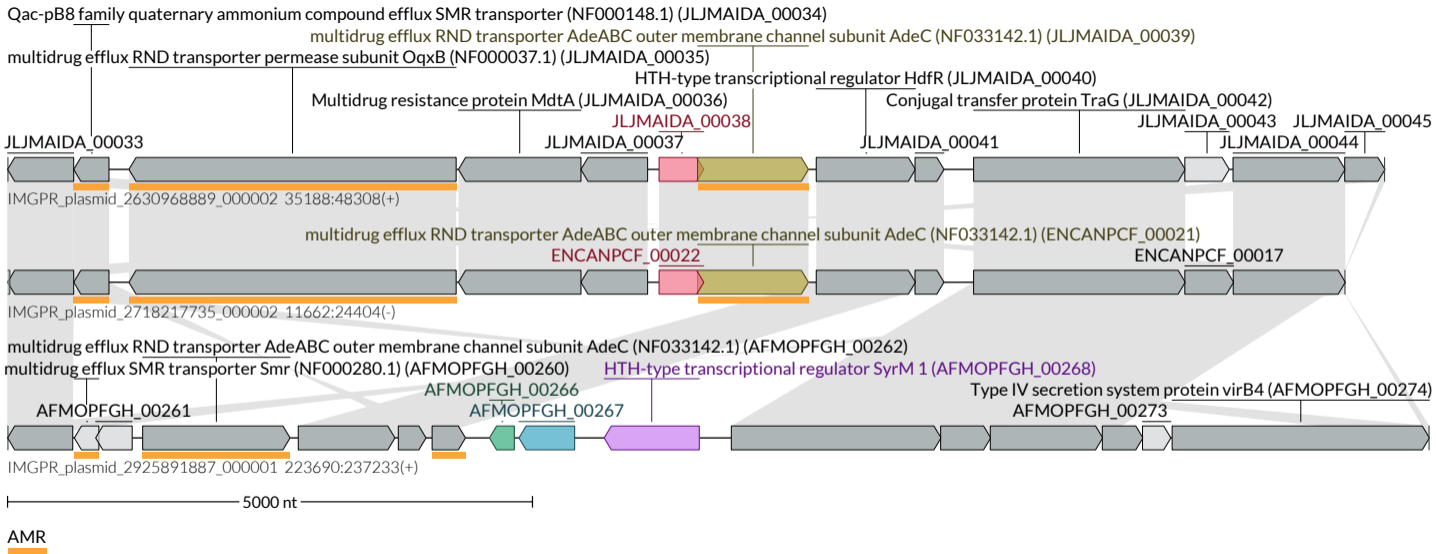 Qac-pB8 family quaternary ammonium compound efflux SMR transporter (NF000148.1) (JLJMAIDA_00034)
multidrug efflux RND transporter AdeABC outer membrane channel subunit AdeC (NF033142.1) (JLJMAIDA_00039)
multidrug efflux RND transporter permease subunit OqxB (NF000037.1) (JLJMAIDA_00035)
HTH-type transcriptional regulator HdfR (JLJMAIDA_00040)
Multidrug resistance protein MdtA (JLJMAIDA_00036)
Conjugal transfer protein TraG (JLJMAIDA_00042)
JLJMAIDA_00038
JLJMAIDA_00043
JLJMAIDA_00045
JLJMAIDA_00033
JLJMAIDA_00037
JLJMAIDA_00041
JLJMAIDA_00044
IMGPR_plasmid_2630968889_000002 35188:48308(+)
multidrug efflux RND transporter AdeABC outer membrane channel subunit AdeC (NF033142.1) (ENCANPCF_00021)
ENCANPCF_00022
ENCANPCF_00017
IMGPR_plasmid_2718217735_000002 11662:24404(-)
multidrug efflux RND transporter AdeABC outer membrane channel subunit AdeC (NF033142.1) (AFMOPFGH_00262)
multidrug efflux SMR transporter Smr (NF000280.1) (AFMOPFGH_00260)
HTH-type transcriptional regulator SyrM 1 (AFMOPFGH_00268)
AFMOPFGH_00266
Type IV secretion system protein virB4 (AFMOPFGH_00274)
AFMOPFGH_00261
AFMOPFGH_00267
AFMOPFGH_00273
IMGPR_plasmid_2925891887_000001 223690:237233(+)
5000 nt
AMR